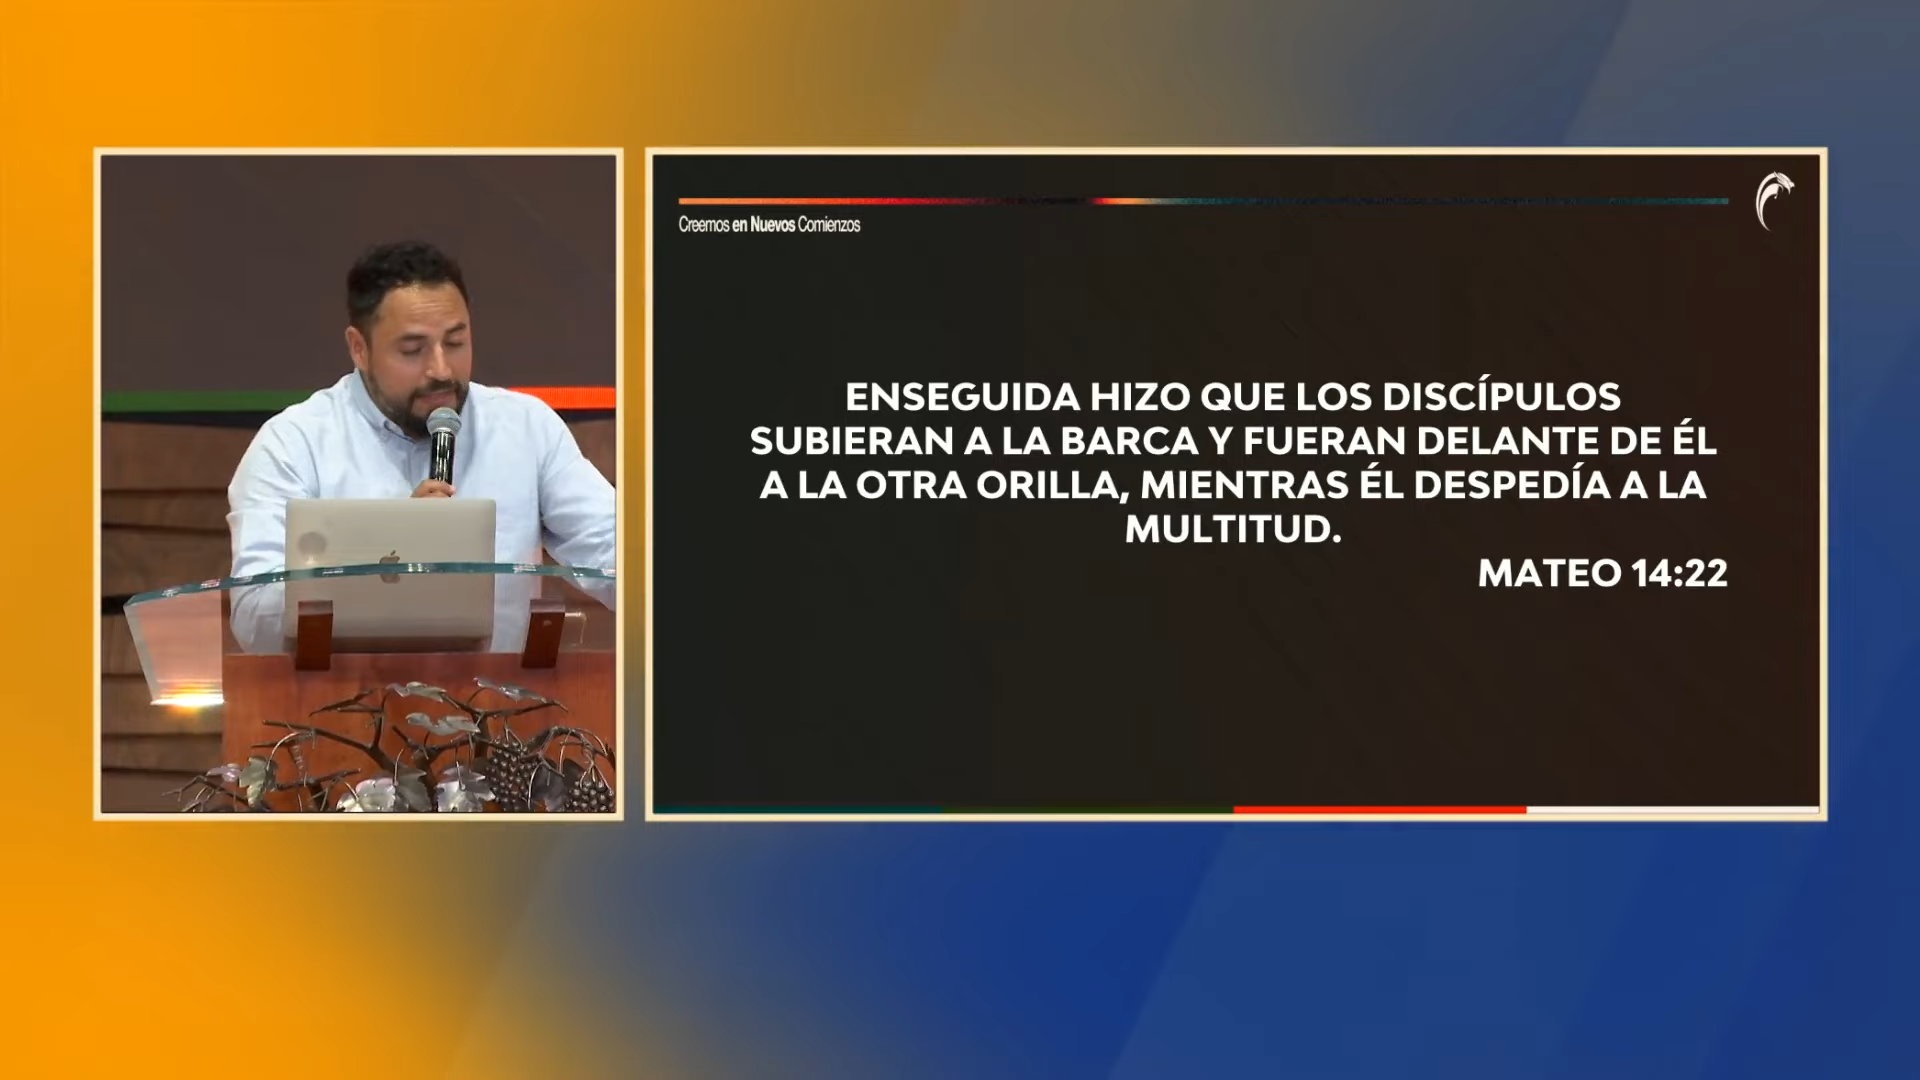 Creemos en Nuevos Comienzos
ENSEGUIDA HIZO QUE LOS DISCÍPULOS
SUBIERAN A LA BARCA Y FUERAN DELANTE DE ÉL
A LA OTRA ORILLA, MIENTRAS ÉL DESPEDÍA A LA
MULTITUD.
MATEO 14:22